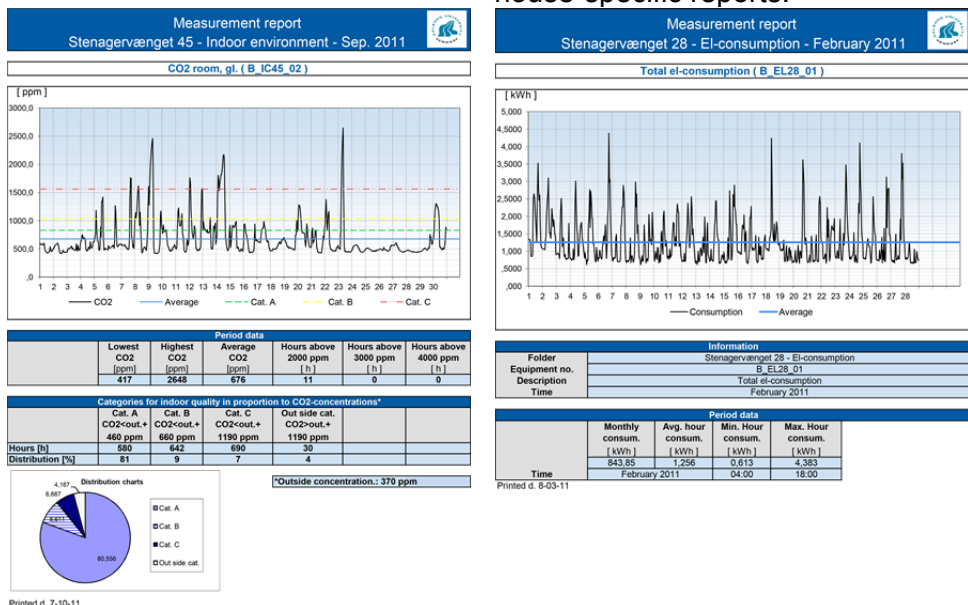 house-specific reports.
Measurement report
Stenagervænget 45 - Indoor environment - Sep. 2011
CO2 room, gl. ( B_IC45_02 )
[ ppm ]
3000,0
2500,0
2000,0
1500,0
1000,0
500,0
,0
1 2 3 4 5 6 7 8 9 10 11 12 13 14 15 16 17 18 19 20 21 22 23 24 25 26 27 28 29 30 31
CO2 Average Cat. A Cat. B Cat. C
Period data
Lowest Highest Average Hours above Hours above Hours above
CO2 CO2 CO2 2000 ppm 3000 ppm 4000 ppm
[ppm] [ppm] [ppm] [ h ] [ h ] [ h ]
417 2648 676 11 0 0
Categories for indoor quality in proportion to CO2-concentrations*
Cat. A Cat. B Cat. C Out side cat.
CO2<out.+ CO2<out.+ CO2<out.+ CO2>out.+
460 ppm 660 ppm 1190 ppm 1190 ppm
Hours [h] 580 642 690 30
Distribution [%] 81 9 7 4
*Outside concentration.: 370 ppm
Distribution charts
4,167
6,667
80,556
Cat. A
Cat. B
Cat. C
Out side cat.
Printed d. 7-10-11
Measurement report
Stenagervænget 28 - El-consumption - February 2011
Total el-consumption ( B_EL28_01 )
[ kWh ]
5,000
4,5000
4,000
3,5000
3,000
2,5000
2,000
1,5000
1,000
,5000
,000
1 2 3 4 5 6 7 8 9 10 11 12 13 14 15 16 17 18 19 20 21 22 23 24 25 26 27 28
Consumption Average
Information
Folder Stenagervænget 28 - El-consumption
Equipment no. B_EL28_01
Description Total el-consumption
Time February 2011
Period data
Monthly Avg. hour Min. Hour Max. Hour
consum. consum. consum. consum.
[ kWh ] [ kWh ] [ kWh ] [ kWh ]
843,85 1,256 0,613 4,383
Time February 2011 04:00 18:00
Printed d. 8-03-11